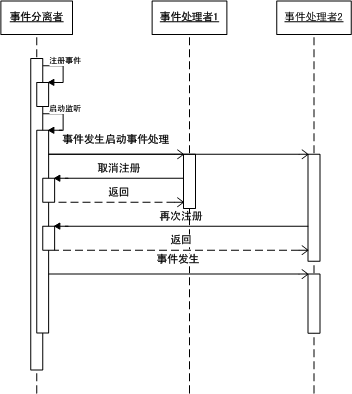 事件分离者
事件处理者1
事件处理者2
注册事件
启动监听
事件发生启动事件处理
取消注册
返回
再次注册
返回
事件发生